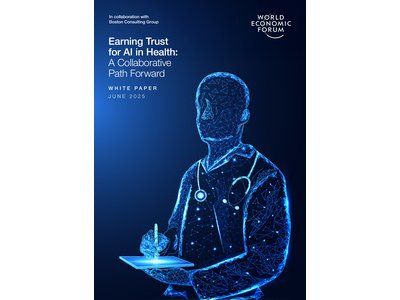 In collaboration with
Boston Consulting Group
WORLD
ECONOMIC
FORUM
Earning Trust
for AI in Health:
A Collaborative
Path Forward
WHITE PAPER
JUNE 2025